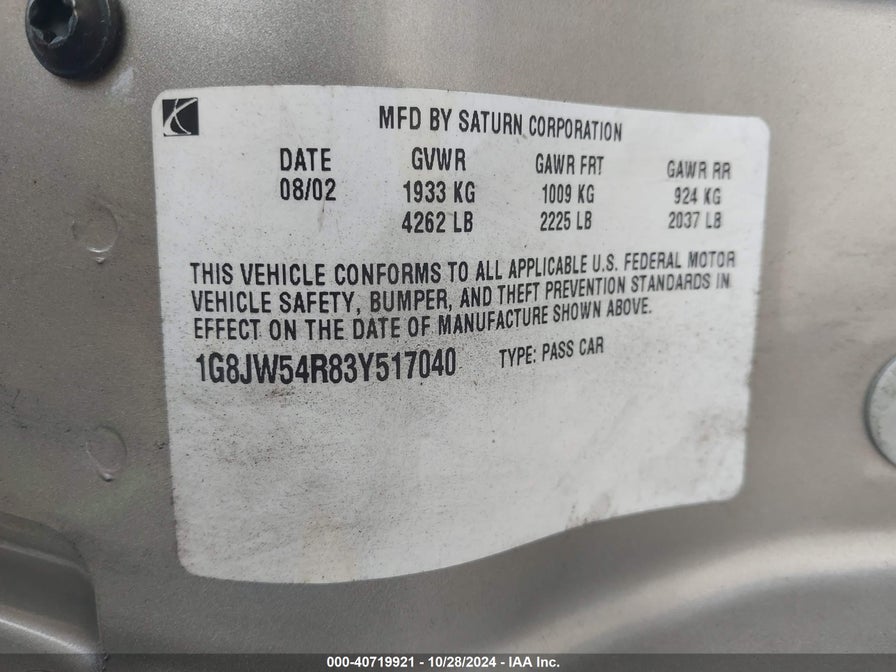 MFD BY SATURN CORPORATION
DATE GVWR GAWR FRT GAWR RR
08/02 1933 KG 1009 KG 924 KG
4262 LB 2225 LB 2037 LB
THIS VEHICLE CONFORMS TO ALL APPLICABLE U.S. FEDERAL MOTOR
VEHICLE SAFETY, BUMPER, AND THEFT PREVENTION STANDARDS IN
EFFECT ON THE DATE OF MANUFACTURE SHOWN ABOVE.
1G8JW54R83Y517040 TYPE: PASS CAR
000-40719921 - 10/28/2024 - IAA Inc.